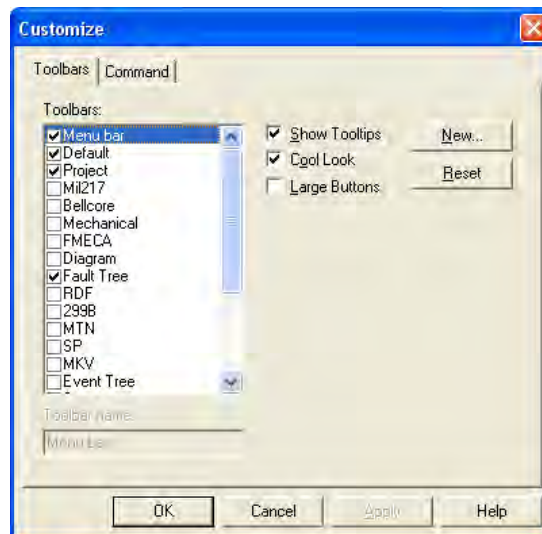 Customize
Toolbars Command
Toolbars:
Menu bar
Default
Project
Mil217
Bellcore
Mechanical
FMECA
Diagram
Fault Tree
RDF
299B
MTN
SP
MKV
Event Tree
Show Tooltips
Cool Look
Large Buttons
New...
Reset
Toolbar name:
Menu bar
OK Cancel Apply Help